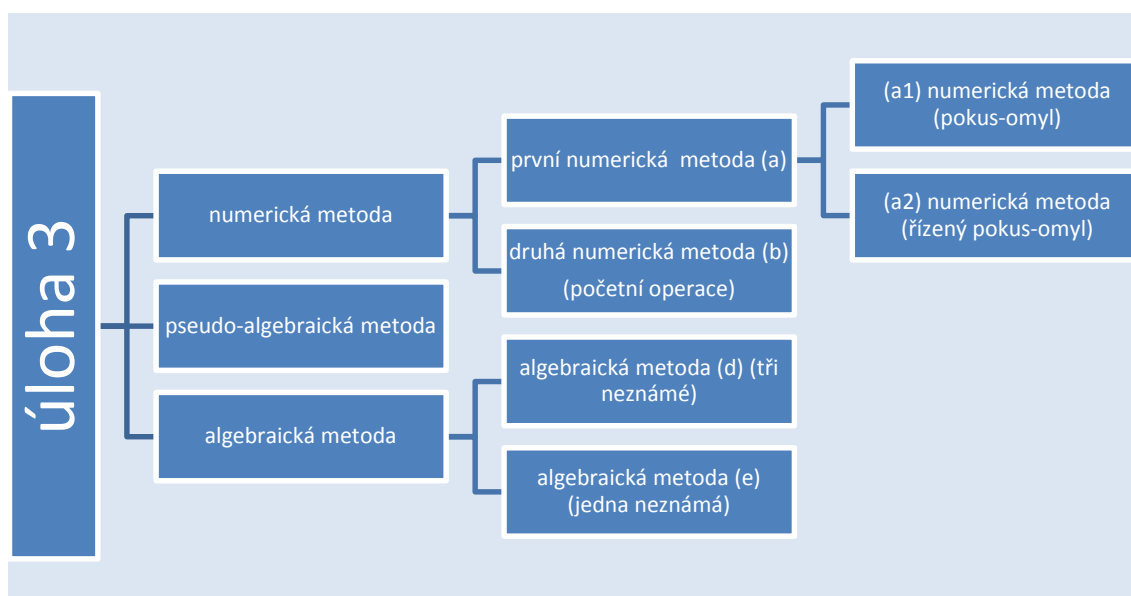 úloha 3
numerická metoda
první numerická metoda (a)
(a1) numerická metoda
(pokus-omyl)
(a2) numerická metoda
(řízený pokus-omyl)
druhá numerická metoda (b)
(početní operace)
pseudo-algebraická metoda
algebraická metoda
algebraická metoda (d) (tři
neznámé)
algebraická metoda (e)
(jedna neznámá)